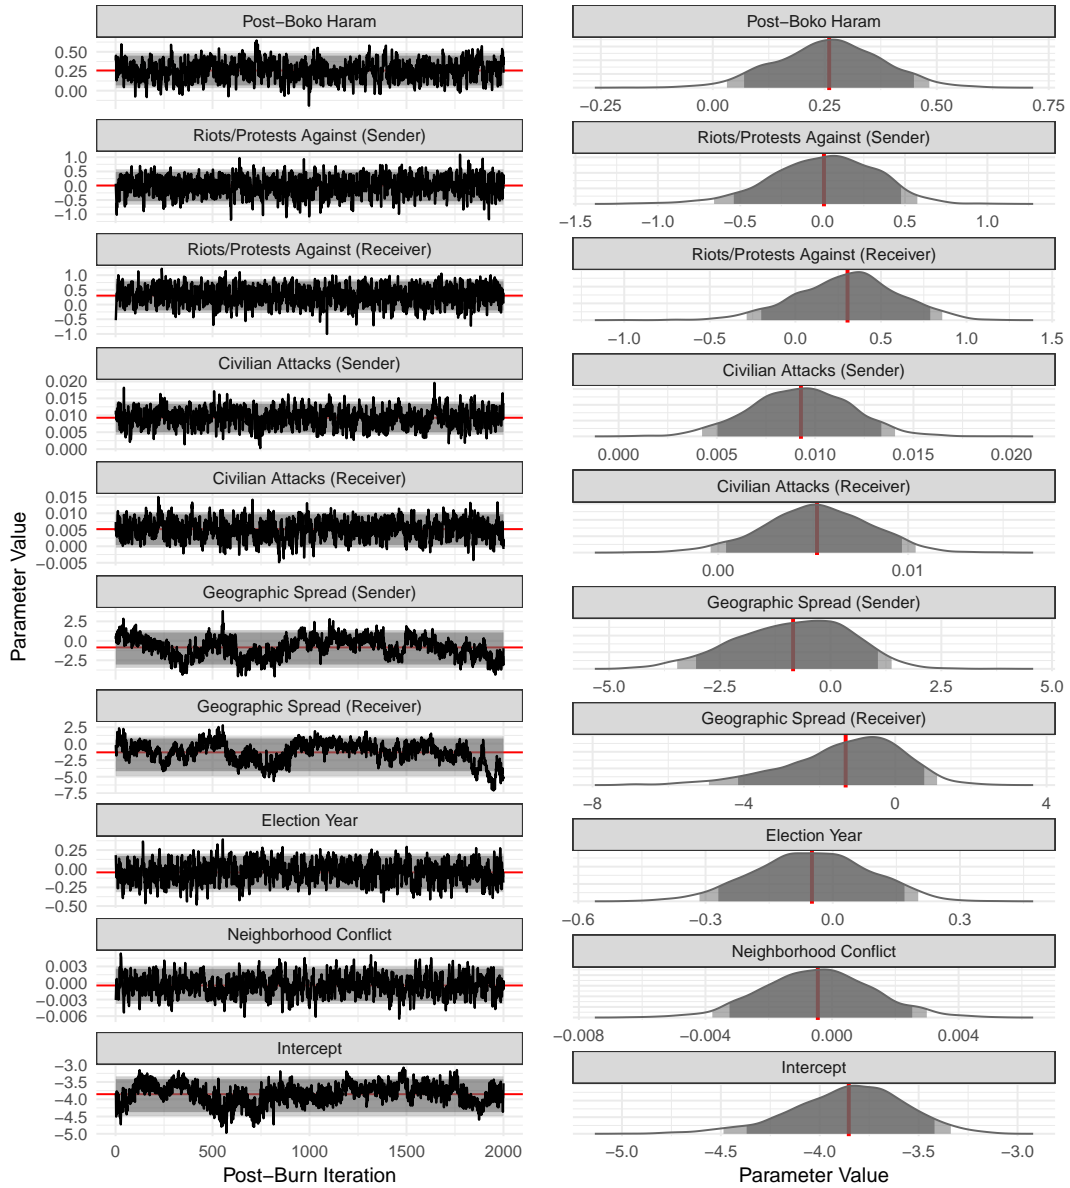 Post−Boko Haram
0.50
0.25
0.00
Riots/Protests Against (Sender)
1.0
0.5
0.0
−0.5
−1.0
Riots/Protests Against (Receiver)
1.0
0.5
0.0
−0.5
−1.0
Civilian Attacks (Sender)
0.020
0.015
0.010
0.005
0.000
Civilian Attacks (Receiver)
0.015
0.010
0.005
0.000
−0.005
Geographic Spread (Sender)
2.5
0.0
−2.5
Geographic Spread (Receiver)
2.5
0.0
−2.5
−5.0
−7.5
Election Year
0.25
0.00
−0.25
−0.50
Neighborhood Conflict
0.003
0.000
−0.003
−0.006
Intercept
−3.0
−3.5
−4.0
−4.5
−5.0
0 500 1000 1500 2000
Post−Burn Iteration
Parameter Value
Post−Boko Haram
−0.25 0.00 0.25 0.50 0.75
Riots/Protests Against (Sender)
−1.5 −1.0 −0.5 0.0 0.5 1.0
Riots/Protests Against (Receiver)
−1.0 −0.5 0.0 0.5 1.0 1.5
Civilian Attacks (Sender)
0.000 0.005 0.010 0.015 0.020
Civilian Attacks (Receiver)
0.00 0.01
Geographic Spread (Sender)
−5.0 −2.5 0.0 2.5 5.0
Geographic Spread (Receiver)
−8 −4 0 4
Election Year
−0.6 −0.3 0.0 0.3
Neighborhood Conflict
−0.008 −0.004 0.000 0.004
Intercept
−5.0 −4.5 −4.0 −3.5 −3.0
Parameter Value